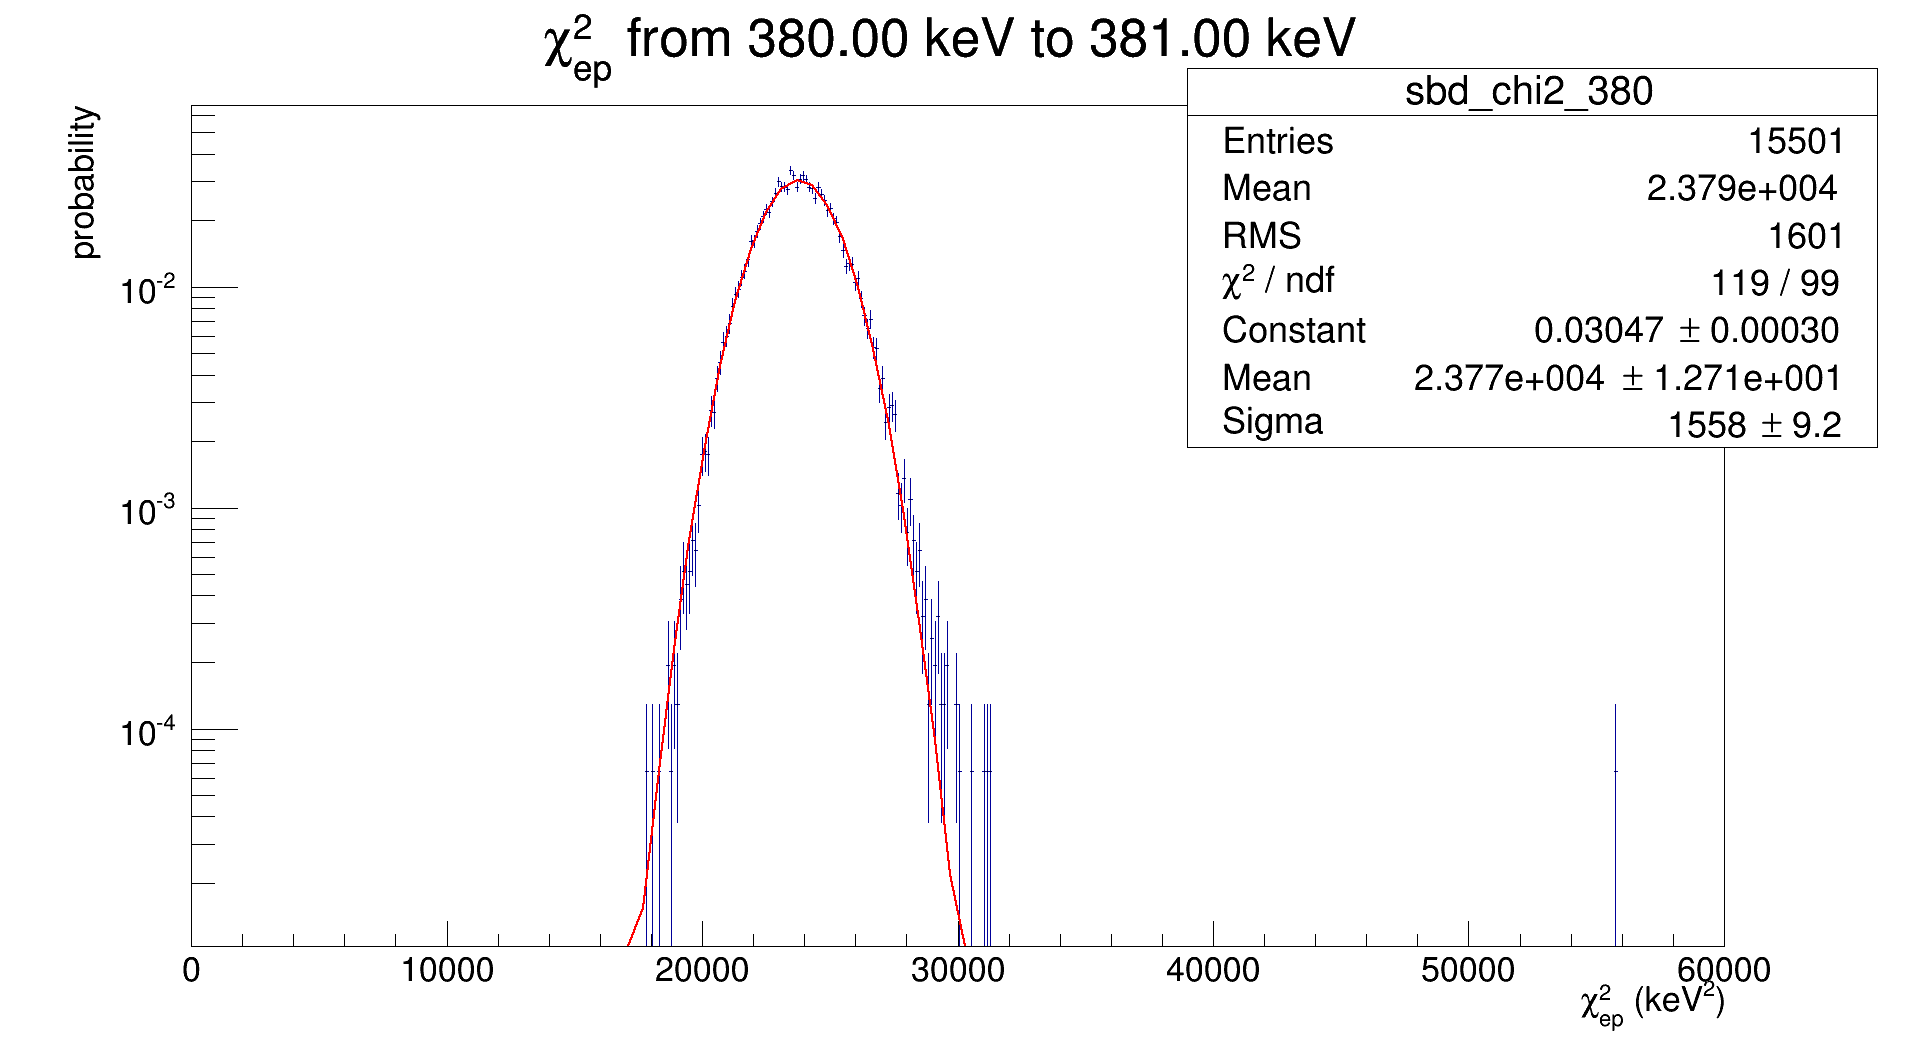 χ²ep from 380.00 keV to 381.00 keV
probability
sbd_chi2_380
Entries 15501
Mean 2.379e+004
RMS 1601
χ² / ndf 119 / 99
Constant 0.03047 ± 0.00030
Mean 2.377e+004 ± 1.271e+001
Sigma 1558 ± 9.2
10⁻²
10⁻³
10⁻⁴
0 10000 20000 30000 40000 50000 60000
χ²ep (keV²)